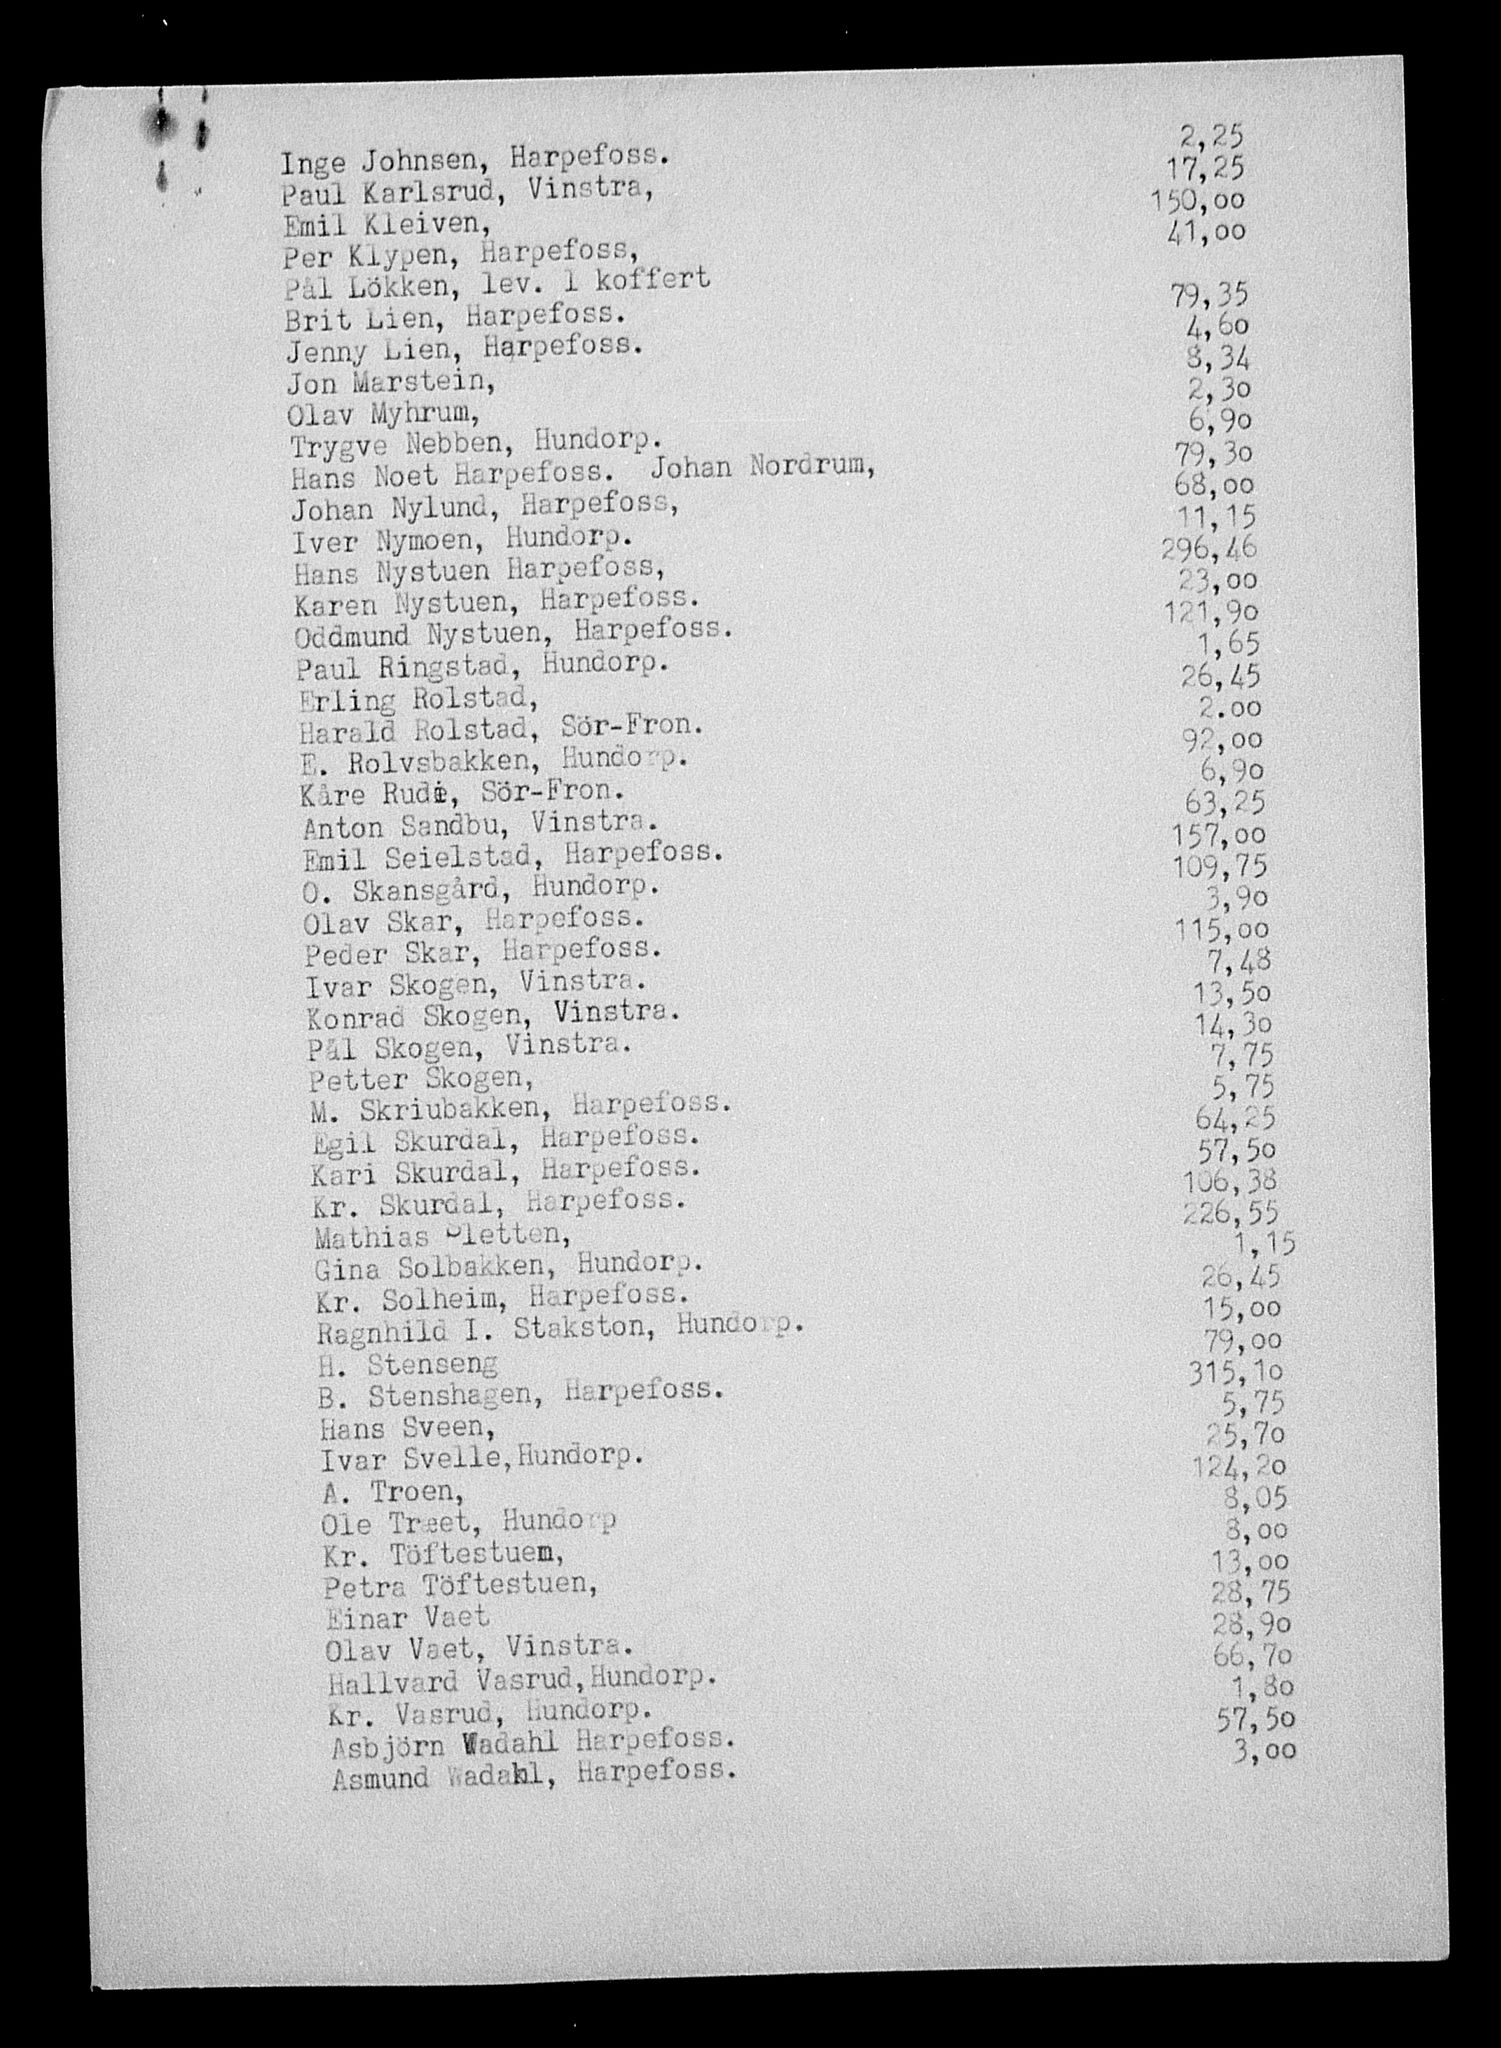 Inge Johnsen, Harpefoss. 2,25
Paul Karlsrud, Vinstra, 17,25
Emil Kleiven, 150,00
Per Klypen, Harpefoss, 41,00
Pål Lökken, lev. 1 koffert
Brit Lien, Harpefoss. 79,35
Jenny Lien, Harpefoss. 4,60
Jon Marstein, 8,34
Olav Myhrum, 2,30
Trygve Nebben, Hundorp. 6,90
Hans Noet Harpefoss. Johan Nordrum, 79,30
Johan Nylund, Harpefoss, 68,00
Iver Nymoen, Hundorp. 11,15
Hans Nystuen Harpefoss, 296,46
Karen Nystuen, Harpefoss. 23,00
Oddmund Nystuen, Harpefoss. 121,90
Paul Ringstad, Hundorp. 1,65
Erling Rolstad, 26,45
Harald Rolstad, Sör-Fron. 2.00
E. Rolvsbakken, Hundorp. 92,00
Kåre Rudi, Sör-Fron. 6,90
Anton Sandbu, Vinstra. 63,25
Emil Seielstad, Harpefoss. 157,00
O. Skansgård, Hundorp. 109,75
Olav Skar, Harpefoss. 3,90
Peder Skar, Harpefoss. 115,00
Ivar Skogen, Vinstra. 7,48
Konrad Skogen, Vinstra. 13,50
Pål Skogen, Vinstra. 14,30
Petter Skogen, 7,75
M. Skriubakken, Harpefoss. 5,75
Egil Skurdal, Harpefoss. 64,25
Kari Skurdal, Harpefoss. 57,50
Kr. Skurdal, Harpefoss. 106,38
Mathias Sletten, 226,55
Gina Solbakken, Hundorp. 1,15
Kr. Solheim, Harpefoss. 26,45
Ragnhild I. Stakston, Hundorp. 15,00
H. Stenseng 79,00
B. Stenshagen, Harpefoss. 315,10
Hans Sveen, 5,75
Ivar Svelle,Hundorp. 25,70
A. Troen, 124,20
Ole Træet, Hundorp 8,05
Kr. Töftestuen, 8,00
Petra Töftestuen, 13,00
Einar Vaet 28,75
Olav Vaet, Vinstra. 28,90
Hallvard Vasrud,Hundorp. 66,70
Kr. Vasrud, Hundorp. 1,80
Asbjörn Wadahl Harpefoss. 57,50
Asmund Wadahl, Harpefoss. 3,00